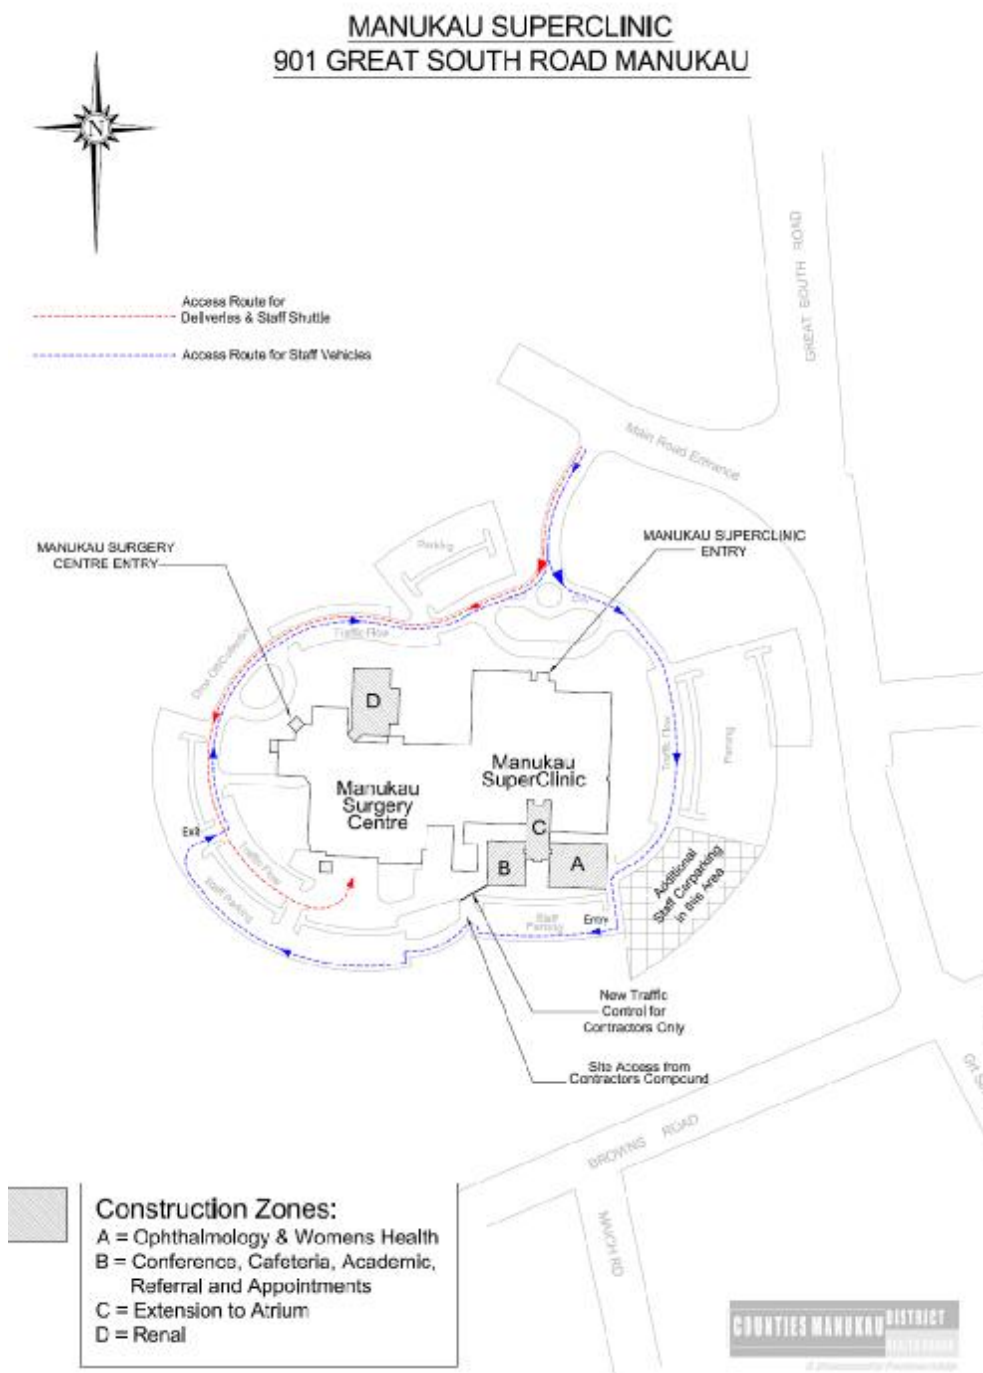 MANUKAU SUPERCLINIC
901 GREAT SOUTH ROAD MANUKAU
N
GREAT SOUTH ROAD
Access Route for
Deliveries & Staff Shuttle
Access Route for Staff Vehicles
Main Road Entrance
MANUKAU SURGERY
CENTRE ENTRY
Parking
MANUKAU SUPERCLINIC
ENTRY
Traffic Flow
Drop Off/Collection
D
Manukau
SuperClinic
Manukau
Surgery
Centre
Traffic Flow
Parking
C
B
A
Exit
Traffic Flow
Staff Parking
Additional
Staff Carparking
in this Area
Staff
Parking
Entry
New Traffic
Control for
Contractors Only
Site Access from
Contractors Compound
BROWNS ROAD
Construction Zones:
A = Ophthalmology & Womens Health
B = Conference, Cafeteria, Academic,
Referral and Appointments
C = Extension to Atrium
D = Renal
COUNTIES MANUKAU DISTRICT